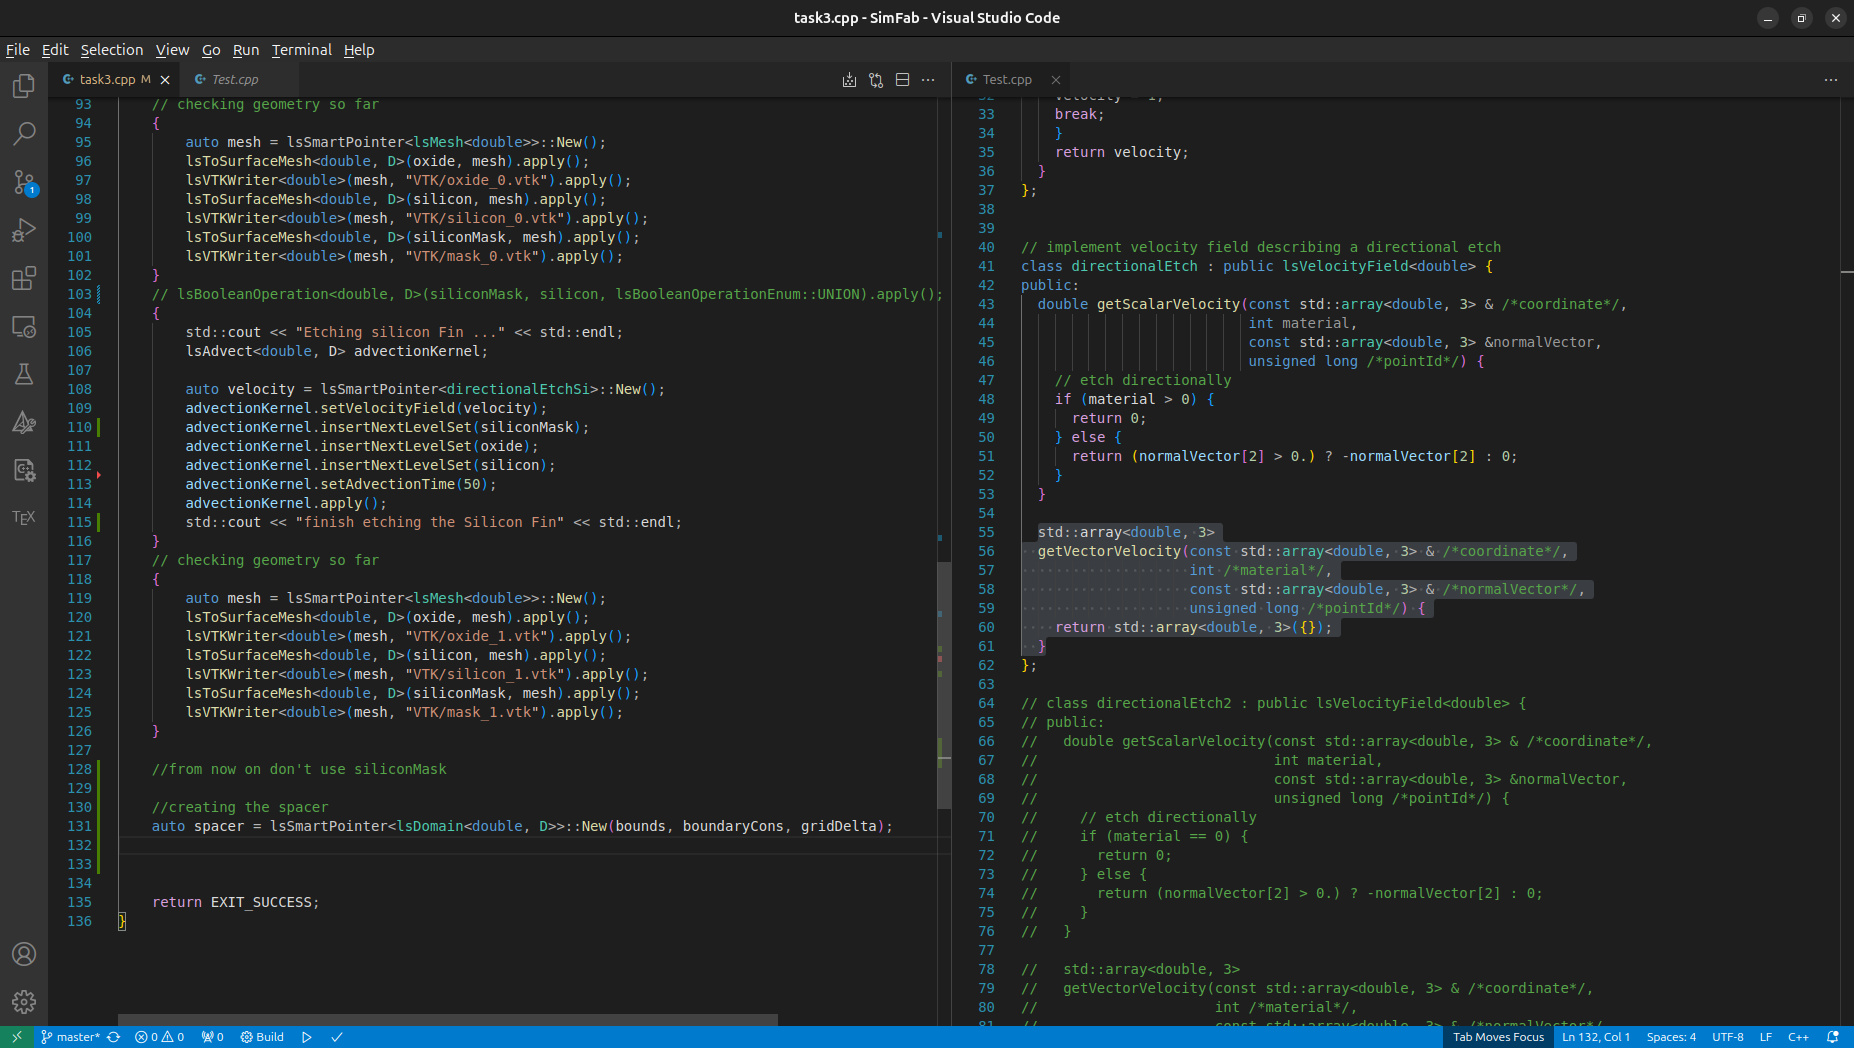 task3.cpp - SimFab - Visual Studio Code
File Edit Selection View Go Run Terminal Help
task3.cpp M
Test.cpp
93 // checking geometry so far
94 {
95 auto mesh = lsSmartPointer<lsMesh<double>>::New();
96 lsToSurfaceMesh<double, D>(oxide, mesh).apply();
97 lsVTKWriter<double>(mesh, "VTK/oxide_0.vtk").apply();
98 lsToSurfaceMesh<double, D>(silicon, mesh).apply();
99 lsVTKWriter<double>(mesh, "VTK/silicon_0.vtk").apply();
100 lsToSurfaceMesh<double, D>(siliconMask, mesh).apply();
101 lsVTKWriter<double>(mesh, "VTK/mask_0.vtk").apply();
102 }
103 // lsBooleanOperation<double, D>(siliconMask, silicon, lsBooleanOperationEnum::UNION).apply();
104 {
105 std::cout << "Etching silicon Fin ..." << std::endl;
106 lsAdvect<double, D> advectionKernel;
107
108 auto velocity = lsSmartPointer<directionalEtchSi>::New();
109 advectionKernel.setVelocityField(velocity);
110 advectionKernel.insertNextLevelSet(siliconMask);
111 advectionKernel.insertNextLevelSet(oxide);
112 advectionKernel.insertNextLevelSet(silicon);
113 advectionKernel.setAdvectionTime(50);
114 advectionKernel.apply();
115 std::cout << "finish etching the Silicon Fin" << std::endl;
116 }
117 // checking geometry so far
118 {
119 auto mesh = lsSmartPointer<lsMesh<double>>::New();
120 lsToSurfaceMesh<double, D>(oxide, mesh).apply();
121 lsVTKWriter<double>(mesh, "VTK/oxide_1.vtk").apply();
122 lsToSurfaceMesh<double, D>(silicon, mesh).apply();
123 lsVTKWriter<double>(mesh, "VTK/silicon_1.vtk").apply();
124 lsToSurfaceMesh<double, D>(siliconMask, mesh).apply();
125 lsVTKWriter<double>(mesh, "VTK/mask_1.vtk").apply();
126 }
127
128 //from now on don't use siliconMask
129
130 //creating the spacer
131 auto spacer = lsSmartPointer<lsDomain<double, D>>::New(bounds, boundaryCons, gridDelta);
132
133
134
135 return EXIT_SUCCESS;
136 }
Test.cpp
32 velocity = 1;
33 break;
34 }
35 return velocity;
36 }
37 };
38
39
40 // implement velocity field describing a directional etch
41 class directionalEtch : public lsVelocityField<double> {
42 public:
43 double getScalarVelocity(const std::array<double, 3> & /*coordinate*/,
44 int material,
45 const std::array<double, 3> &normalVector,
46 unsigned long /*pointId*/) {
47 // etch directionally
48 if (material > 0) {
49 return 0;
50 } else {
51 return (normalVector[2] > 0.) ? -normalVector[2] : 0;
52 }
53 }
54
55 std::array<double, 3>
56 getVectorVelocity(const std::array<double, 3> & /*coordinate*/,
57 int /*material*/,
58 const std::array<double, 3> & /*normalVector*/,
59 unsigned long /*pointId*/) {
60 return std::array<double, 3>({});
61 }
62 };
63
64 // class directionalEtch2 : public lsVelocityField<double> {
65 // public:
66 // double getScalarVelocity(const std::array<double, 3> & /*coordinate*/,
67 // int material,
68 // const std::array<double, 3> &normalVector,
69 // unsigned long /*pointId*/) {
70 // // etch directionally
71 // if (material == 0) {
72 // return 0;
73 // } else {
74 // return (normalVector[2] > 0.) ? -normalVector[2] : 0;
75 // }
76 // }
77
78 // std::array<double, 3>
79 // getVectorVelocity(const std::array<double, 3> & /*coordinate*/,
80 // int /*material*/,
81 // const std::array<double, 3> & /*normalVector*/
TEX
1
master* 0 0 0 Build
Tab Moves Focus Ln 132, Col 1 Spaces: 4 UTF-8 LF C++